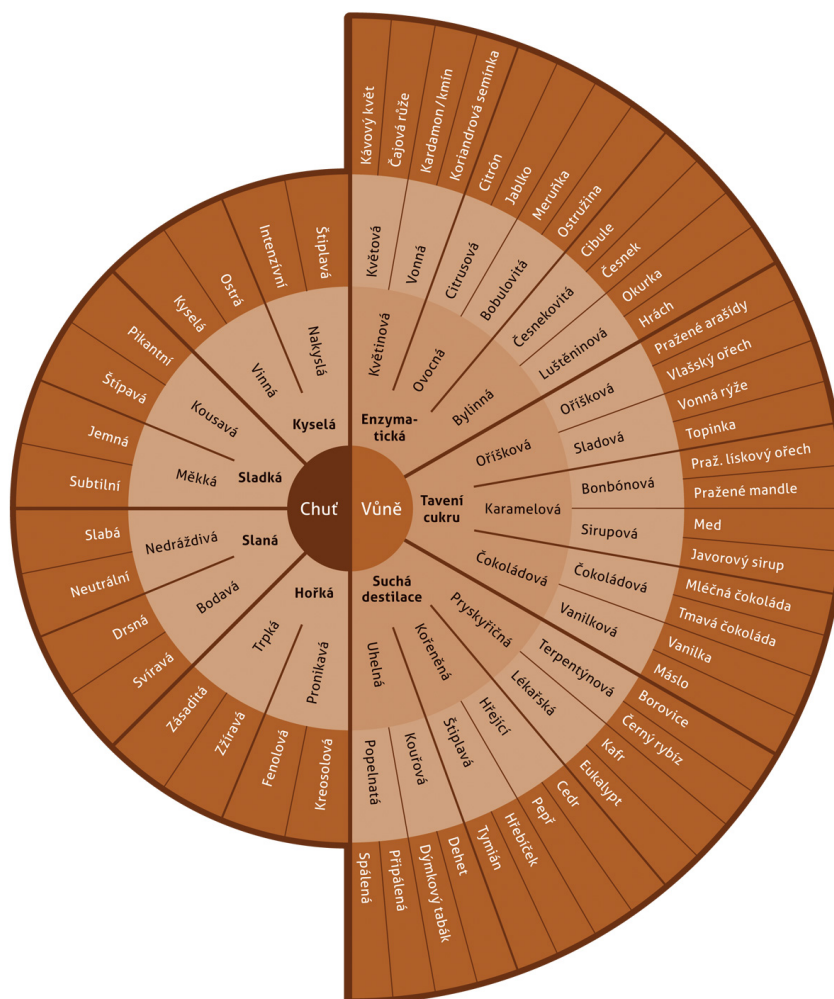 Chuť
Vůně
Kyselá
Nakyslá
Štiplavá
Intenzívní
Vinná
Ostrá
Kyselá
Sladká
Kousavá
Pikantní
Štípavá
Měkká
Jemná
Subtilní
Slaná
Nedráždivá
Slabá
Neutrální
Bodavá
Drsná
Svíravá
Hořká
Trpká
Zásaditá
Zžíravá
Pronikavá
Fenolová
Kreosolová
Enzyma-
tická
Květinová
Květová
Kávový květ
Čajová růže
Vonná
Kardamon/kmín
Koriandrová semínka
Ovocná
Citrusová
Citrón
Jablko
Bobulovitá
Meruňka
Ostružina
Bylinná
Česnekovitá
Cibule
Česnek
Luštěninová
Okurka
Hrách
Tavení
cukru
Oříšková
Oříšková
Pražené arašídy
Vlašský ořech
Sladová
Vonná rýže
Topinka
Karamelová
Bonbónová
Praž. lískový ořech
Pražené mandle
Sirupová
Med
Javorový sirup
Čokoládová
Čokoládová
Mléčná čokoláda
Tmavá čokoláda
Vanilková
Vanilka
Máslo
Suchá
destilace
Pryskyřičná
Terpentýnová
Borovice
Černý rybíz
Lékařská
Kafr
Eukalypt
Kořeněná
Hřející
Cedr
Pepř
Štiplavá
Hřebíček
Tymián
Uhelná
Kouřová
Dehet
Dýmkový tabák
Popelnatá
Připálená
Spálená